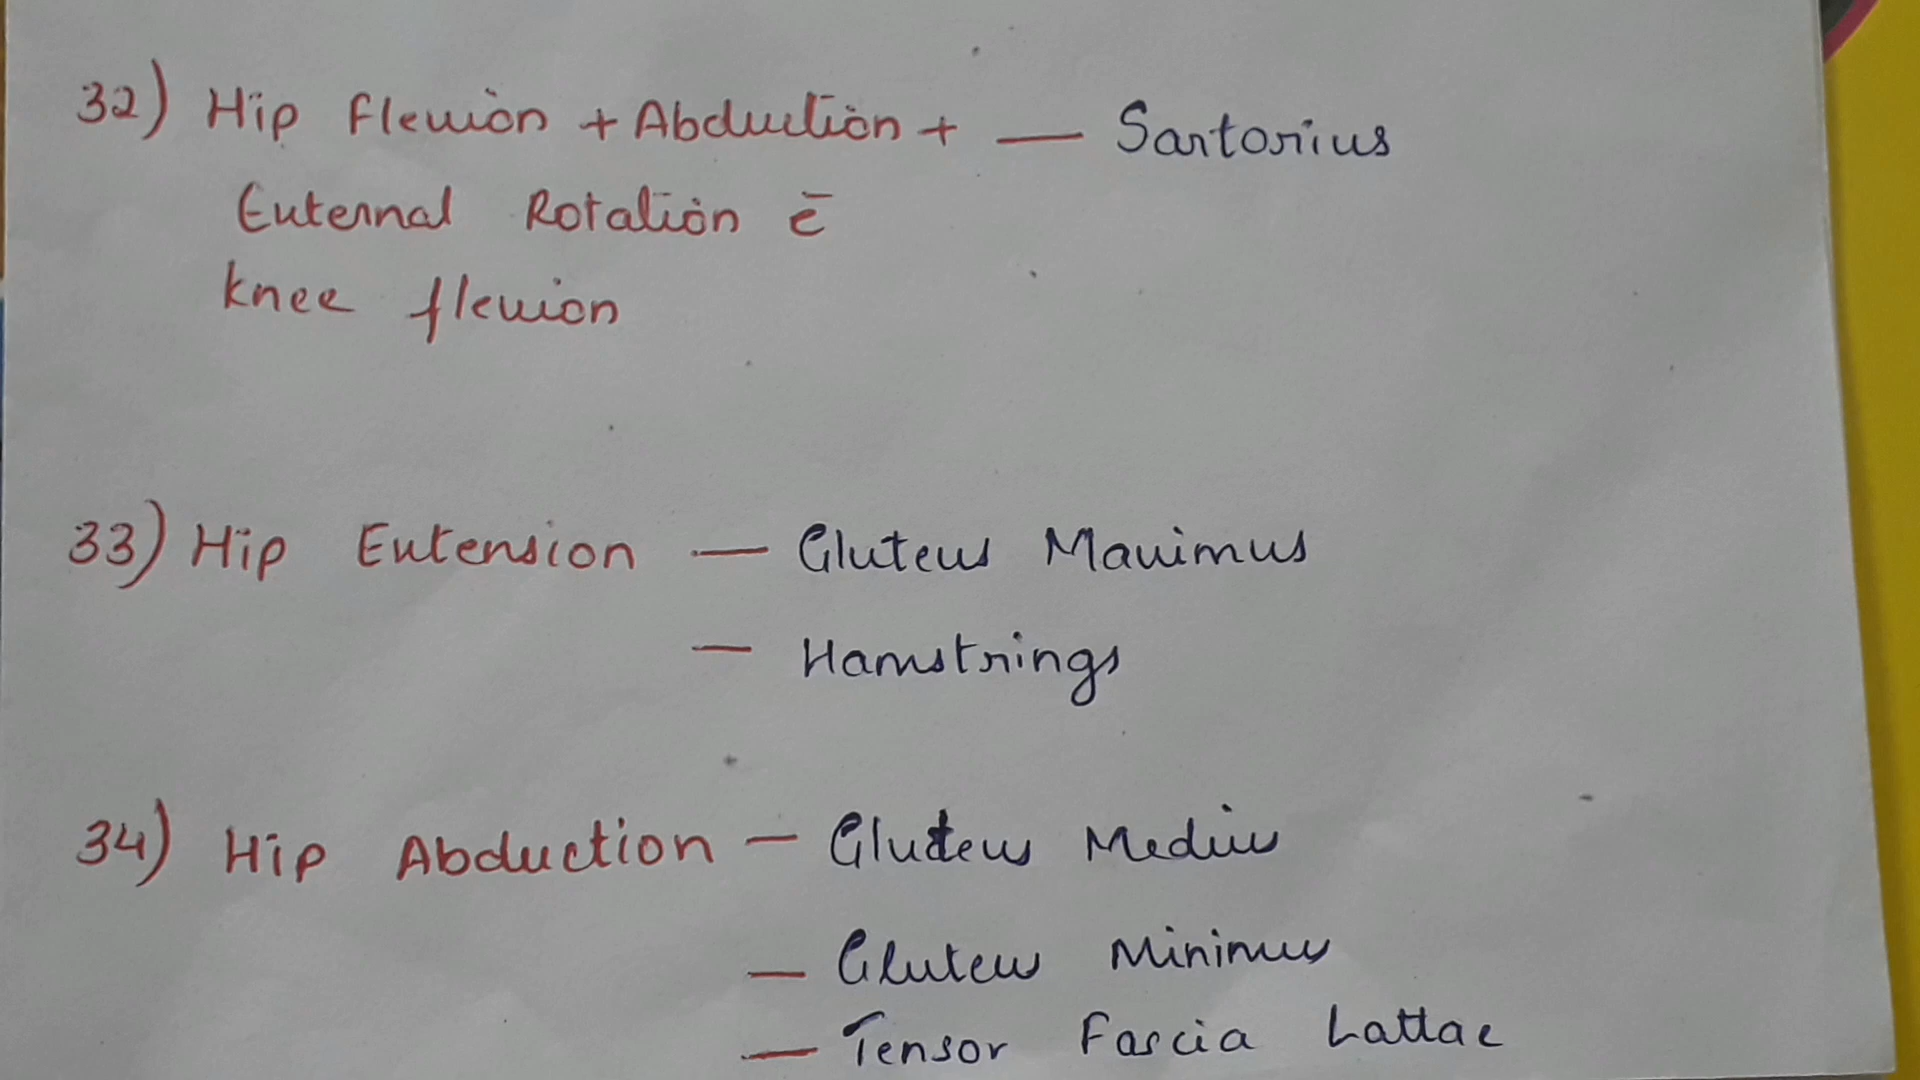 32) Hip flexion + Abduction + — Sartorius
External Rotation c̄
knee flexion
33) Hip Extension — Gluteus Maximus
— Hamstrings
34) Hip Abduction — Gluteus Medius
— Gluteus Minimus
— Tensor Fascia Lattae